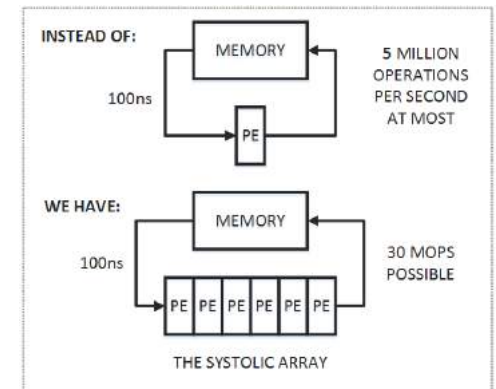 INSTEAD OF:
MEMORY
100ns
PE
5 MILLION
OPERATIONS
PER SECOND
AT MOST
WE HAVE:
MEMORY
100ns
PE PE PE PE PE PE
30 MOPS
POSSIBLE
THE SYSTOLIC ARRAY